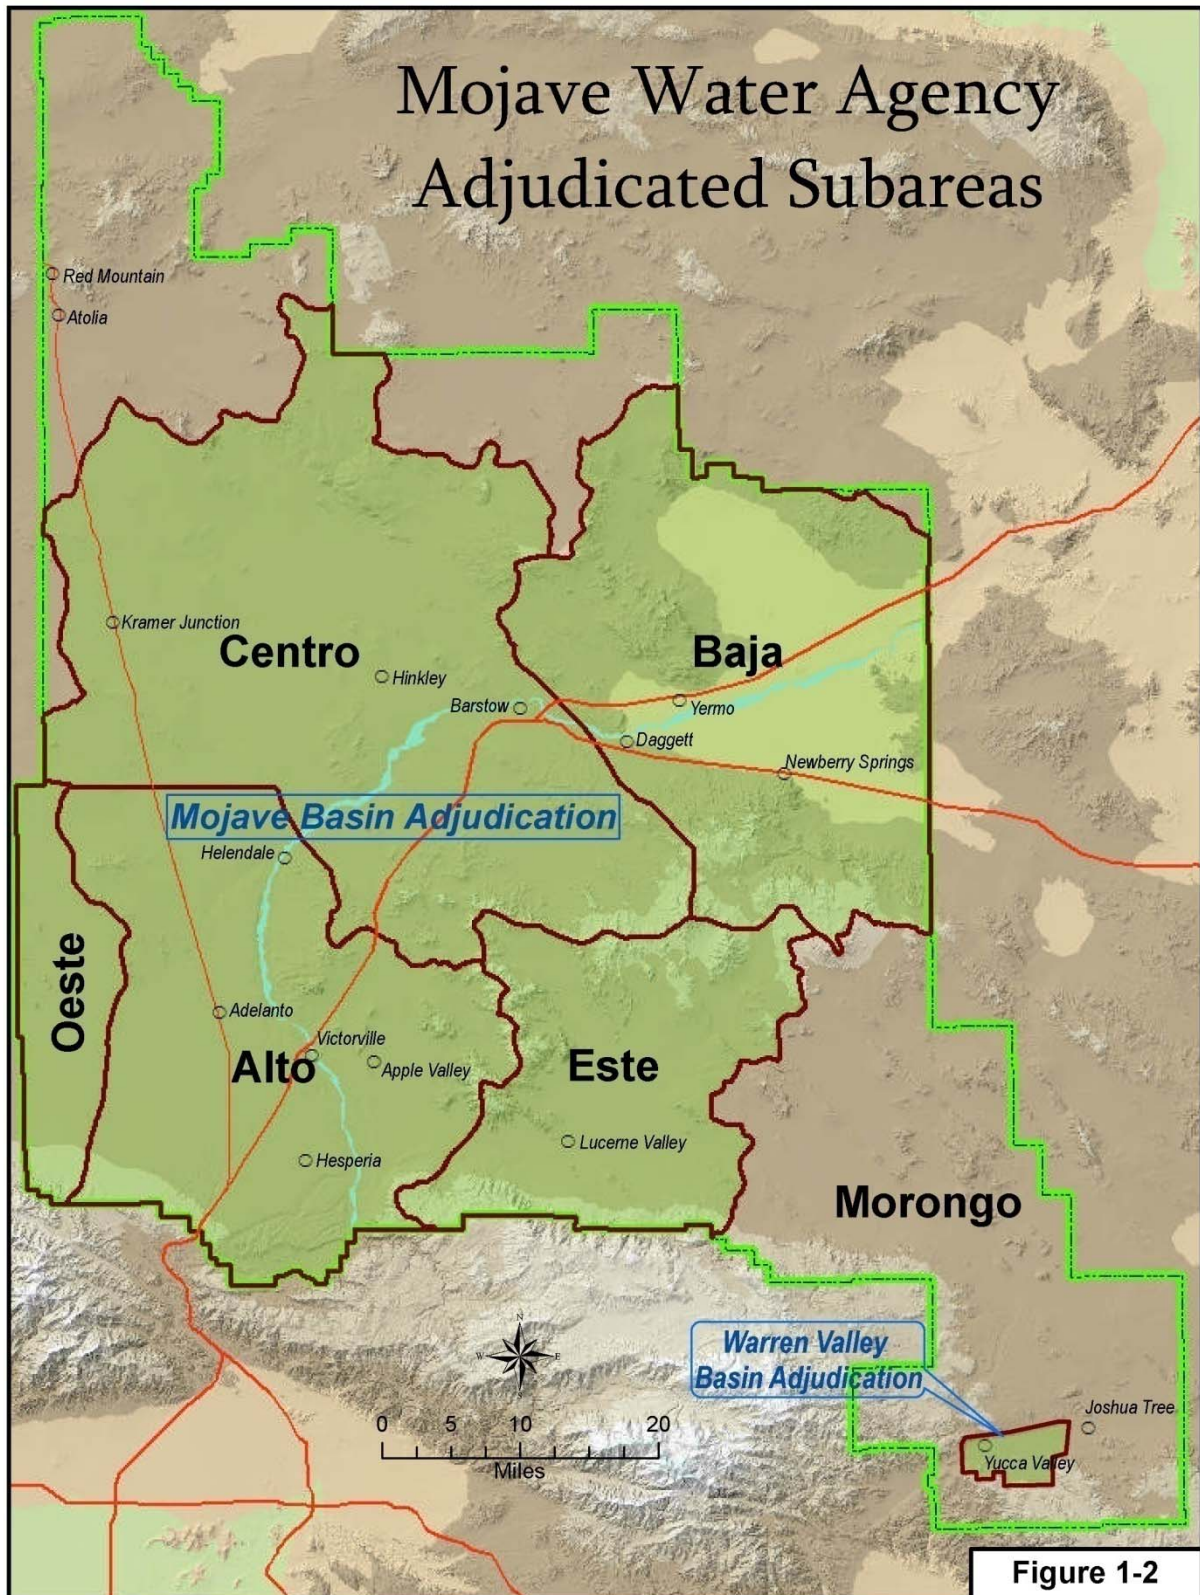 Mojave Water Agency
Adjudicated Subareas
Red Mountain
Atolia
Kramer Junction
Centro
Baja
Hinkley
Barstow
Yermo
Daggett
Newberry Springs
Mojave Basin Adjudication
Helendale
Oeste
Adelanto
Victorville
Alto
Apple Valley
Este
Lucerne Valley
Hesperia
Morongo
N
W E
S
Warren Valley
Basin Adjudication
0 5 10 20
Miles
Joshua Tree
Yucca Valley
Figure 1-2